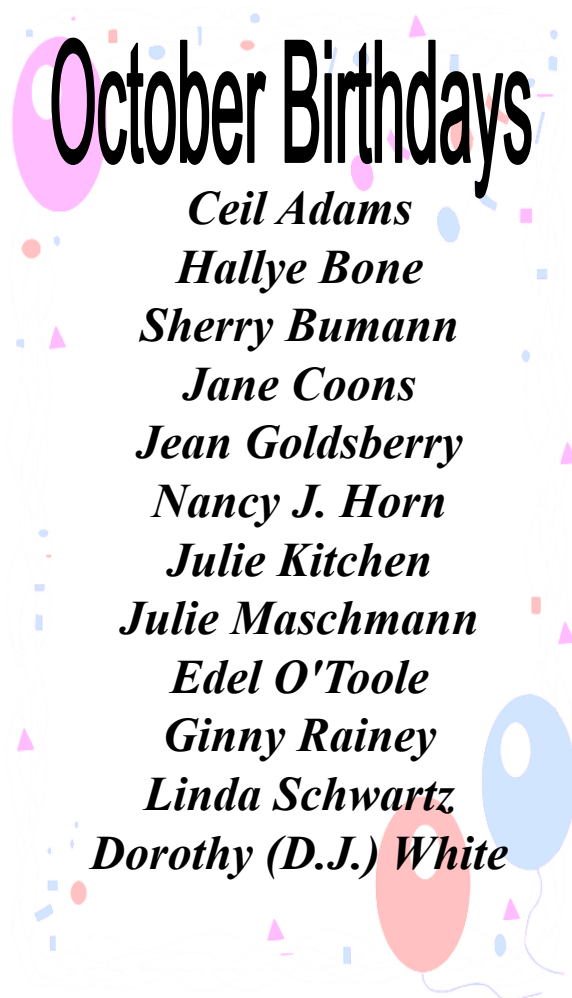 October Birthdays
Ceil Adams
Hallye Bone
Sherry Bumann
Jane Coons
Jean Goldsberry
Nancy J. Horn
Julie Kitchen
Julie Maschmann
Edel O'Toole
Ginny Rainey
Linda Schwartz
Dorothy (D.J.) White